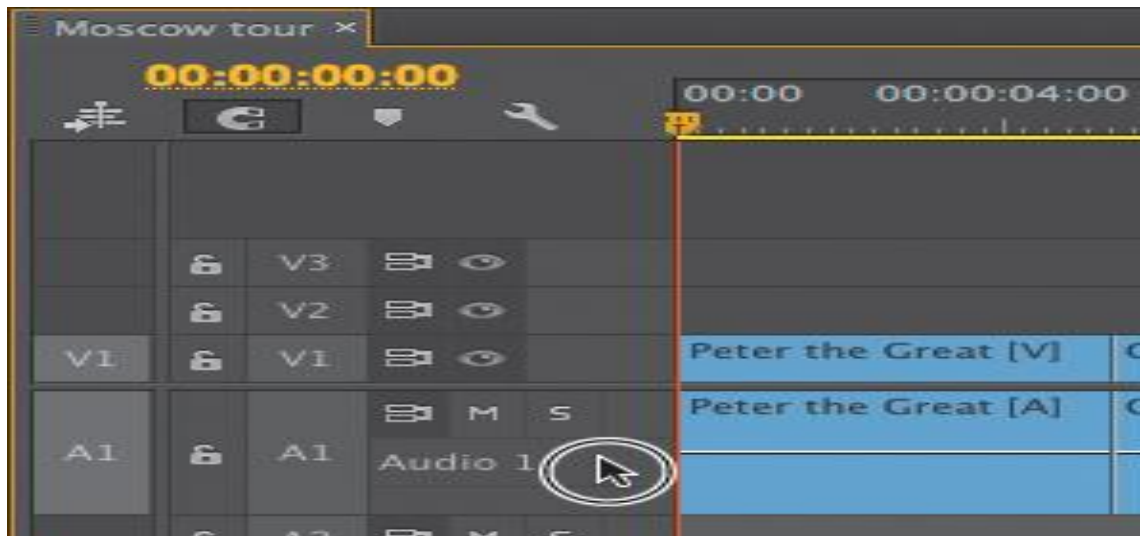 Moscow tour ×
00:00:00:00
00:00 00:00:04:00
V3
V2
V1 V1 Peter the Great [V]
M S Peter the Great [A]
A1 A1 Audio 1